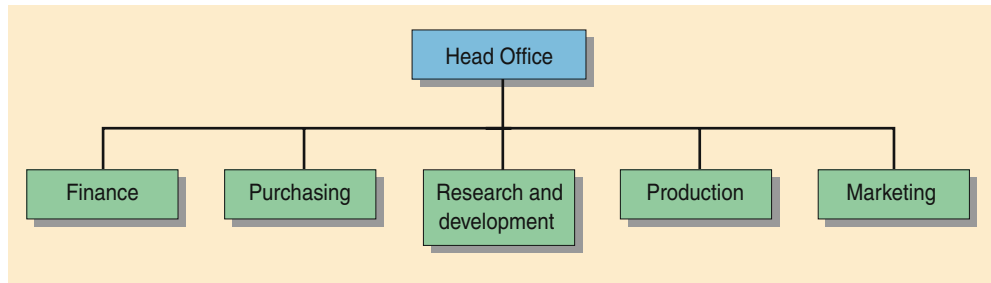 Head Office
Finance
Purchasing
Research and
development
Production
Marketing